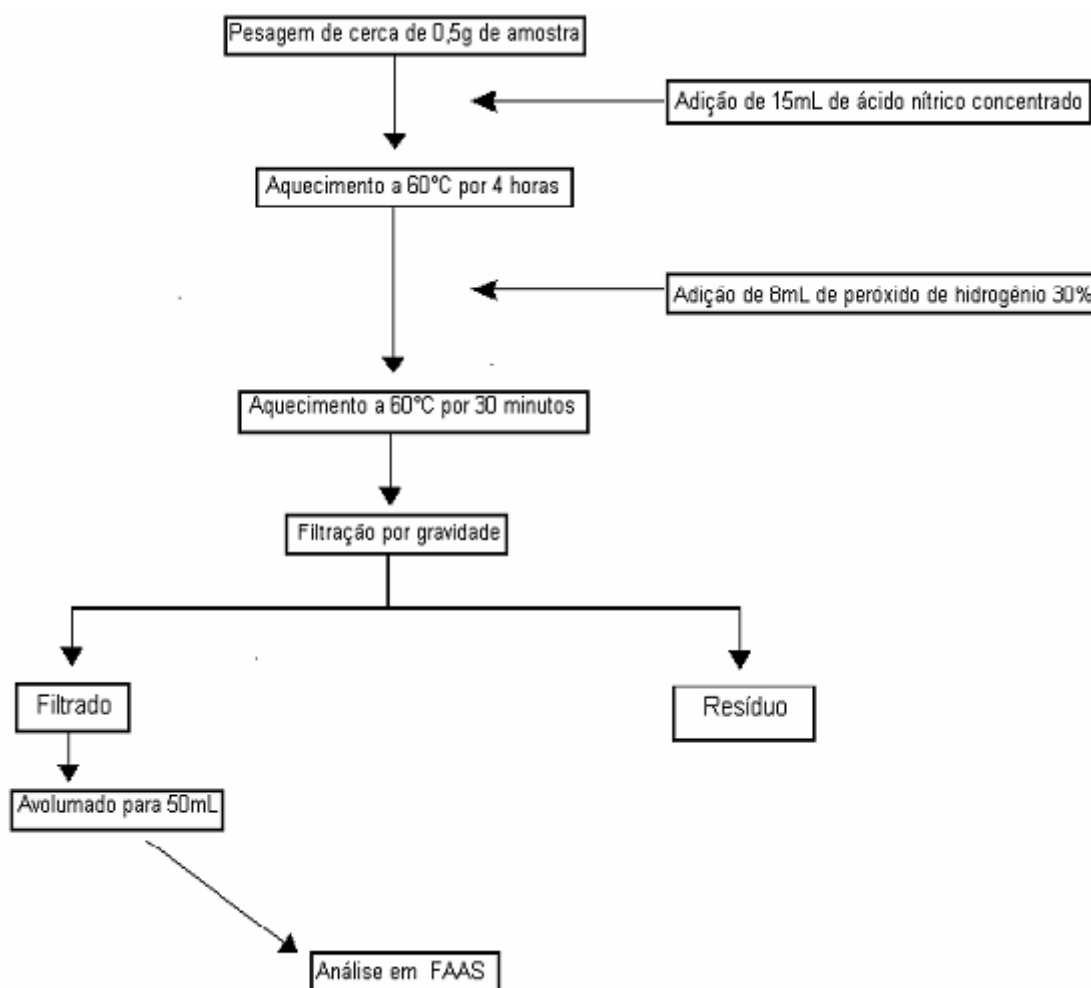 Pesagem de cerca de 0,5g de amostra
Adição de 15mL de ácido nítrico concentrado
Aquecimento a 60°C por 4 horas
Adição de 8mL de peróxido de hidrogênio 30%
Aquecimento a 60°C por 30 minutos
Filtração por gravidade
Filtrado
Resíduo
Avolumado para 50mL
Análise em FAAS